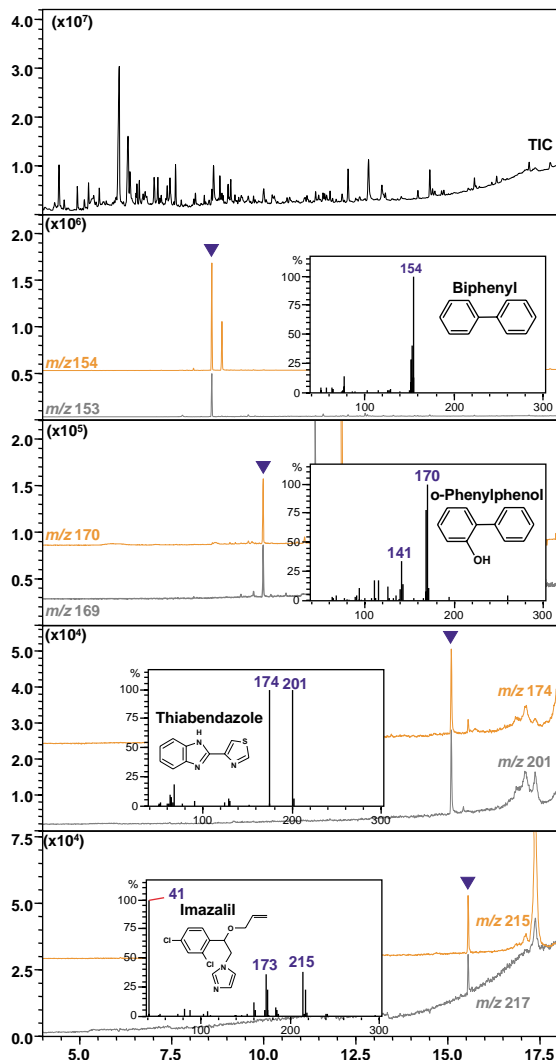 (x10⁷)
4.0
3.0
2.0
1.0
0.0
TIC
(x10⁶)
2.0
1.5
1.0
0.5
m/z 154
m/z 153
%
100
75
50
25
0
154
Biphenyl
100 200 300
(x10⁵)
2.0
1.5
1.0
0.5
m/z 170
m/z 169
%
100
75
50
25
0
170
141
o-Phenylphenol
OH
100 200 300
(x10⁴)
5.0
4.0
3.0
2.0
1.0
0.0
m/z 174
m/z 201
%
100
75
50
25
0
174 201
Thiabendazole
H
N
S
N
N
100 200 300
7.5
(x10⁴)
5.0
2.5
0.0
m/z 215
m/z 217
%
100
75
50
25
0
41
Imazalil
O
Cl
Cl
N
N
173 215
100 200 300
5.0 7.5 10.0 12.5 15.0 17.5